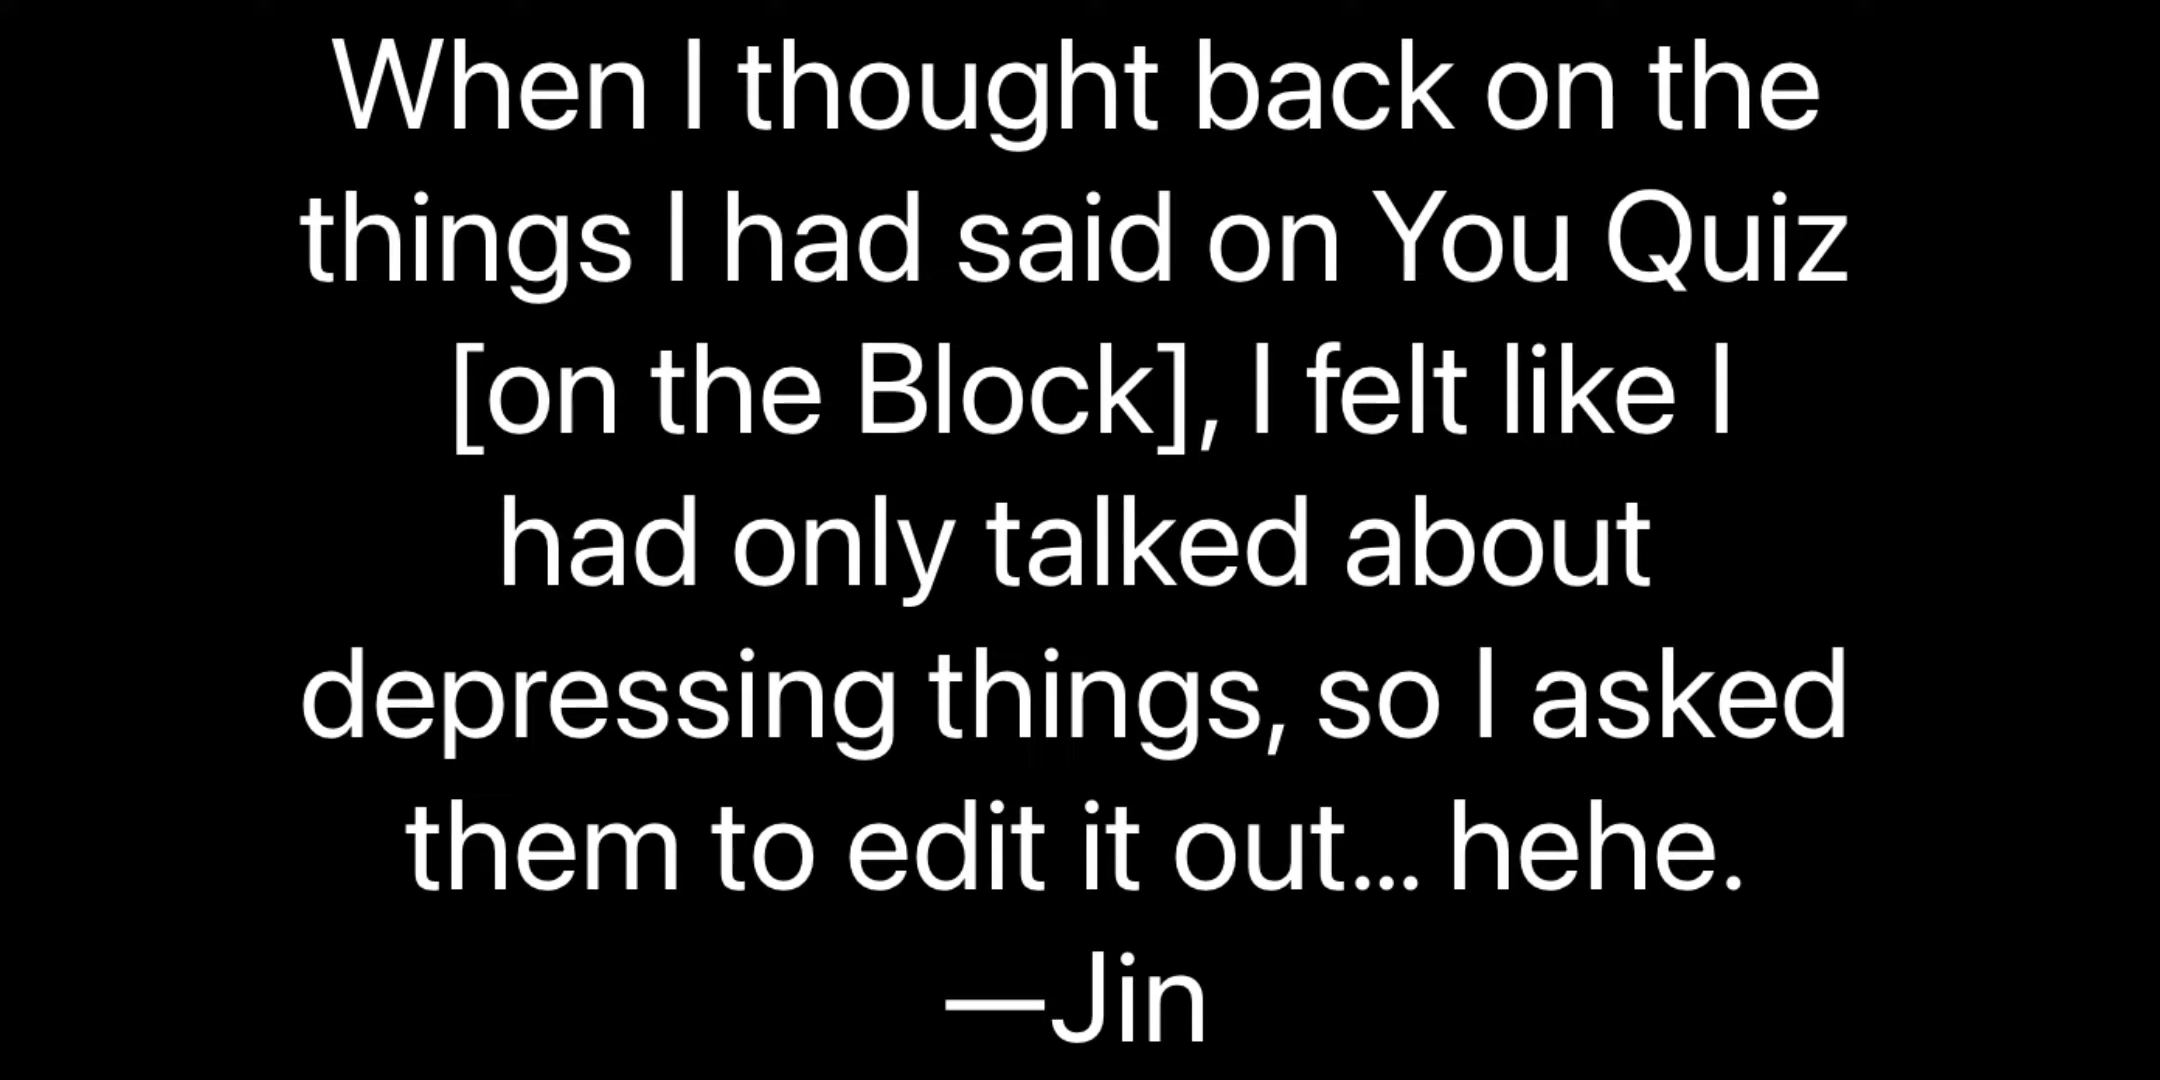 When I thought back on the
things I had said on You Quiz
[on the Block], I felt like I
had only talked about
depressing things, so I asked
them to edit it out... hehe.
—Jin